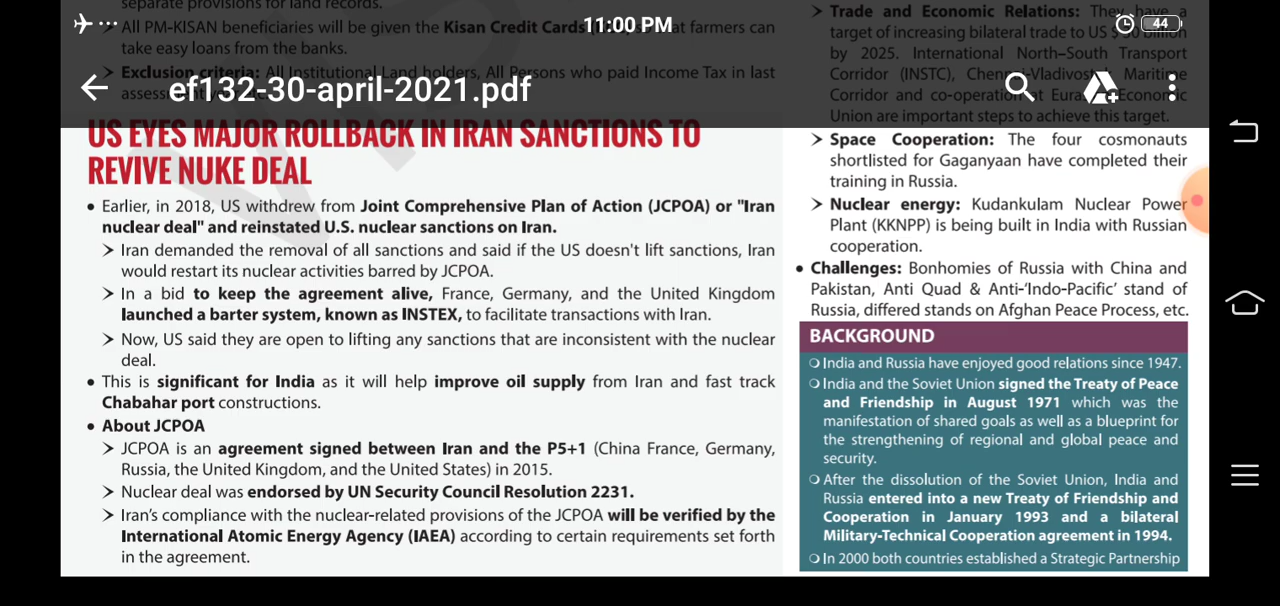 separate provisions for land records.
➤ All PM-KISAN beneficiaries will be given the Kisan Credit Cards that farmers can
take easy loans from the banks.
➤ Exclusion criteria: All Institutional Land holders, All Persons who paid Income Tax in last
11:00 PM
44
ef132-30-april-2021.pdf
US EYES MAJOR ROLLBACK IN IRAN SANCTIONS TO
REVIVE NUKE DEAL
• Earlier, in 2018, US withdrew from Joint Comprehensive Plan of Action (JCPOA) or "Iran
nuclear deal" and reinstated U.S. nuclear sanctions on Iran.
➤ Iran demanded the removal of all sanctions and said if the US doesn't lift sanctions, Iran
would restart its nuclear activities barred by JCPOA.
➤ In a bid to keep the agreement alive, France, Germany, and the United Kingdom
launched a barter system, known as INSTEX, to facilitate transactions with Iran.
➤ Now, US said they are open to lifting any sanctions that are inconsistent with the nuclear
deal.
• This is significant for India as it will help improve oil supply from Iran and fast track
Chabahar port constructions.
• About JCPOA
➤ JCPOA is an agreement signed between Iran and the P5+1 (China France, Germany,
Russia, the United Kingdom, and the United States) in 2015.
➤ Nuclear deal was endorsed by UN Security Council Resolution 2231.
➤ Iran's compliance with the nuclear-related provisions of the JCPOA will be verified by the
International Atomic Energy Agency (IAEA) according to certain requirements set forth
in the agreement.
➤ Trade and Economic Relations: They have a
target of increasing bilateral trade to US billion
by 2025. International North–South Transport
Corridor (INSTC), Chennai-Vladivostok Maritime
Corridor and co-operation at Eurasian Economic
Union are important steps to achieve this target.
➤ Space Cooperation: The four cosmonauts
shortlisted for Gaganyaan have completed their
training in Russia.
➤ Nuclear energy: Kudankulam Nuclear Power
Plant (KKNPP) is being built in India with Russian
cooperation.
• Challenges: Bonhomies of Russia with China and
Pakistan, Anti Quad & Anti-'Indo-Pacific' stand of
Russia, differed stands on Afghan Peace Process, etc.
BACKGROUND
○ India and Russia have enjoyed good relations since 1947.
○ India and the Soviet Union signed the Treaty of Peace
and Friendship in August 1971 which was the
manifestation of shared goals as well as a blueprint for
the strengthening of regional and global peace and
security.
○ After the dissolution of the Soviet Union, India and
Russia entered into a new Treaty of Friendship and
Cooperation in January 1993 and a bilateral
Military-Technical Cooperation agreement in 1994.
○ In 2000 both countries established a Strategic Partnership